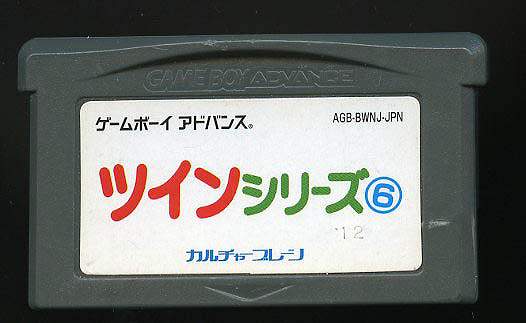 GAME BOY ADVANCE
ゲームボーイ アドバンス®
AGB-BWNJ-JPN
ツインシリーズ⑥
12
カルチャーブレーン